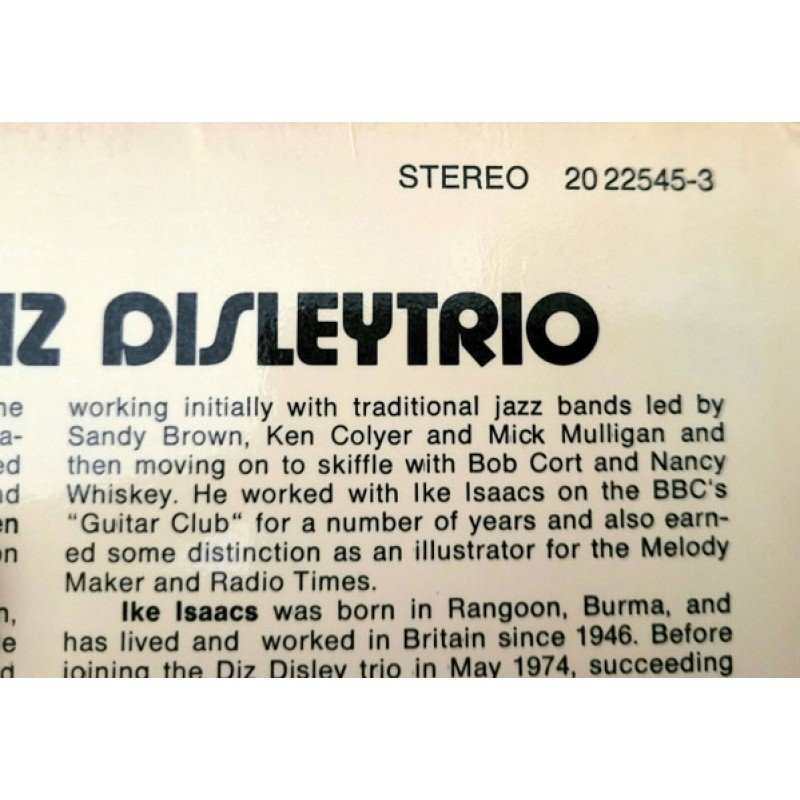 STEREO 20 22545-3
IZ DISLEYTRIO
working initially with traditional jazz bands led by
Sandy Brown, Ken Colyer and Mick Mulligan and
then moving on to skiffle with Bob Cort and Nancy
Whiskey. He worked with Ike Isaacs on the BBC's
"Guitar Club" for a number of years and also earn-
ed some distinction as an illustrator for the Melody
Maker and Radio Times.
Ike Isaacs was born in Rangoon, Burma, and
has lived and worked in Britain since 1946. Before
joining the Diz Disley trio in May 1974, succeeding